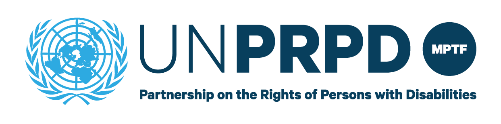 UNPRPD MPTF
Partnership on the Rights of Persons with Disabilities